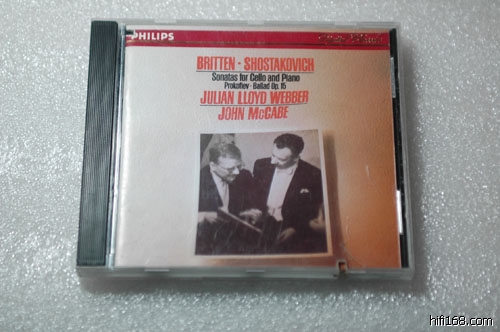 PHILIPS
BRITTEN · SHOSTAKOVICH
Sonatas for Cello and Piano
Prokofiev · Ballad Op. 15
JULIAN LLOYD WEBBER
JOHN McCABE
hifi168.com